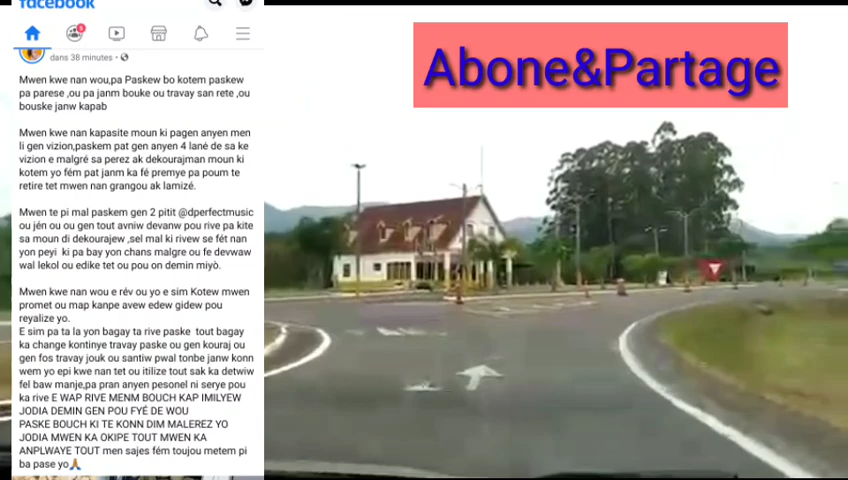 facebook
dans 38 minutes •
Mwen kwe nan wou,pa Paskew bo kotem paskew
pa parese ,ou pa janm bouke ou travay san rete ,ou
bouske janw kapab
Mwen kwe nan kapasite moun ki pagen anyen men
li gen vizion,paskem pat gen anyen 4 lané de sa ke
vizion e malgré sa perez ak dekourajman moun ki
kotem yo fém pat janm ka fé premye pa poum te
retire tet mwen nan grangou ak lamizé.
Mwen te pi mal paskem gen 2 pitit @dperfectmusic
ou jén ou ou gen tout avniw devanw pou rive pa kite
sa moun di dekourajew ,sel mal ki rivew se fét nan
yon peyi ki pa bay yon chans malgre ou fe devwaw
wal lekol ou edike tet ou pou on demin miyò.
Mwen kwe nan wou e rév ou yo e sim Kotew mwen
promet ou map kanpe avew edew gidew pou
reyalize yo.
E sim pa ta la yon bagay ta rive paske tout bagay
ka change kontinye travay paske ou gen kouraj ou
gen fos travay jouk ou santiw pwal tonbe janw konn
wem yo epi kwe nan tet ou itilize tout sak ka detwiw
fel baw manje,pa pran anyen pesonel ni serye pou
ka rive E WAP RIVE MENM BOUCH KAP IMILYEW
JODIA DEMIN GEN POU FYÉ DE WOU
PASKE BOUCH KI TE KONN DIM MALEREZ YO
JODIA MWEN KA OKIPE TOUT MWEN KA
ANPLWAYE TOUT men sajes fém toujou metem pi
ba pase yo🙏
Abone&Partage